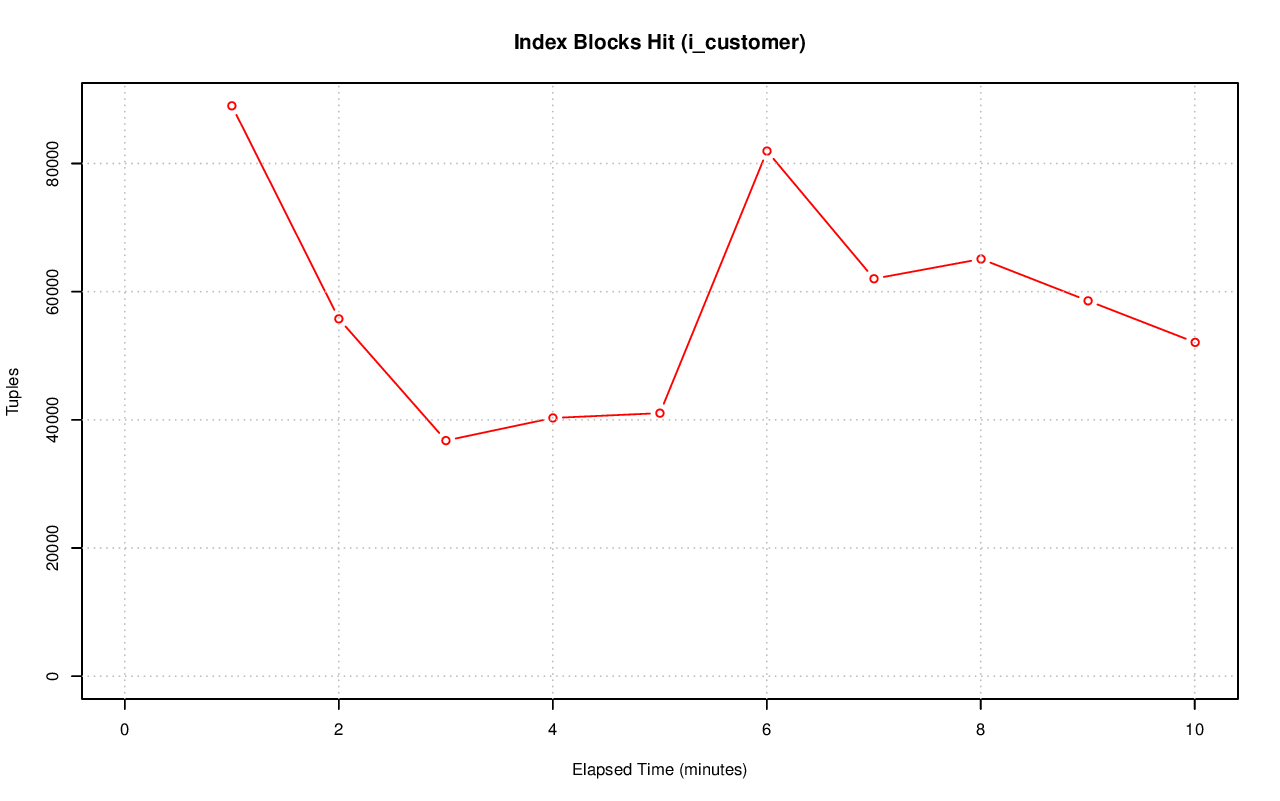 Index Blocks Hit (i_customer)
Tuples
80000
60000
40000
20000
0
0 2 4 6 8 10
Elapsed Time (minutes)